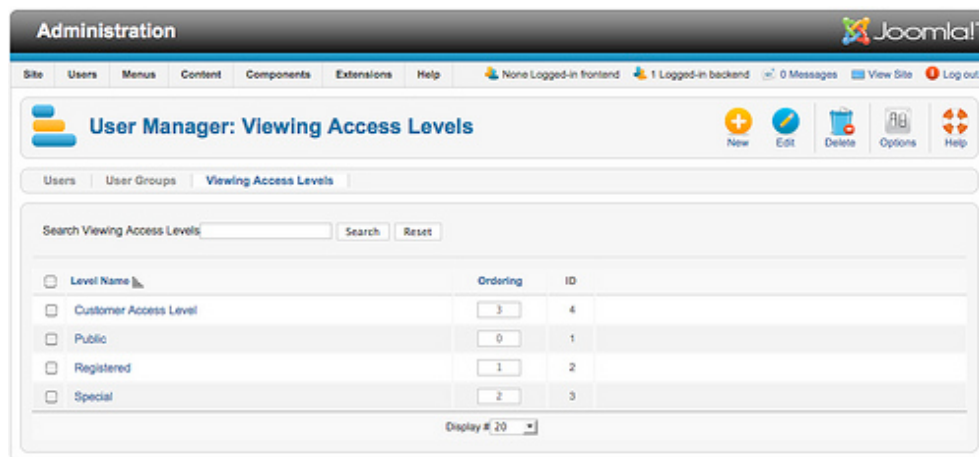 Administration Joomla!
Site Users Menus Content Components Extensions Help None Logged-in frontend 1 Logged-in backend 0 Messages View Site Log out
User Manager: Viewing Access Levels
New Edit Delete Options Help
Users User Groups Viewing Access Levels
Search Viewing Access Levels Search Reset
Level Name Ordering ID
Customer Access Level 3 4
Public 0 1
Registered 1 2
Special 2 3
Display # 20